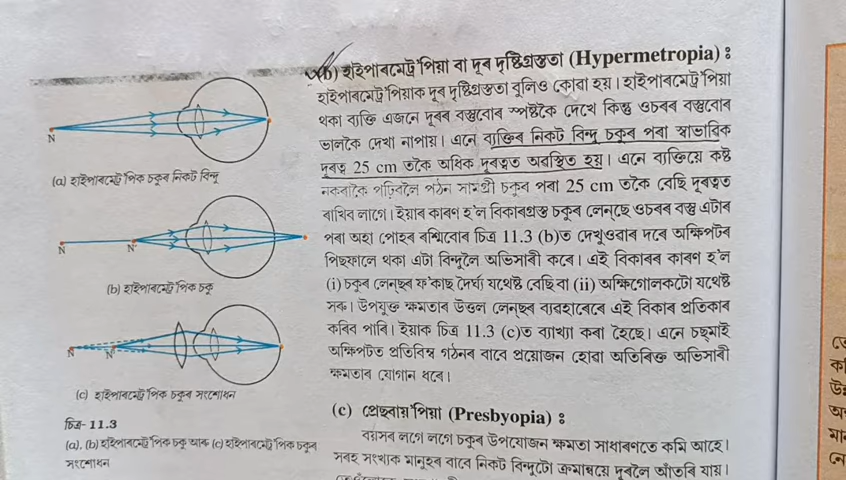 (b) হাইপাৰমেট্ৰ'পিয়া বা দূৰ দৃষ্টিগ্ৰস্ততা (Hypermetropia) :
হাইপাৰমেট্ৰ'পিয়াক দূৰ দৃষ্টিগ্ৰস্ততা বুলিও কোৱা হয়। হাইপাৰমেট্ৰ'পিয়া
থকা ব্যক্তি এজনে দূৰৰ বস্তুবোৰ স্পষ্টকৈ দেখে কিন্তু ওচৰৰ বস্তুবোৰ
ভালকৈ দেখা নাপায়। এনে ব্যক্তিৰ নিকট বিন্দু চকুৰ পৰা স্বাভাৱিক
দূৰত্ব 25 cm তকৈ অধিক দূৰত্বত অৱস্থিত হয়। এনে ব্যক্তিয়ে কষ্ট
নকৰাকৈ পঢ়িবলৈ পঠন সামগ্ৰী চকুৰ পৰা 25 cm তকৈ বেছি দূৰত্বত
ৰাখিব লাগে। ইয়াৰ কাৰণ হ'ল বিকাৰগ্ৰস্ত চকুৰ লেন্‌ছে ওচৰৰ বস্তু এটাৰ
পৰা অহা পোহৰ ৰশ্মিবোৰ চিত্ৰ 11.3 (b)ত দেখুওৱাৰ দৰে অক্ষিপটৰ
পিছফালে থকা এটা বিন্দুলৈ অভিসাৰী কৰে। এই বিকাৰৰ কাৰণ হ'ল
(i) চকুৰ লেন্‌ছৰ ফ'কাছ দৈৰ্ঘ্য যথেষ্ট বেছি বা (ii) অক্ষিগোলকটো যথেষ্ট
সৰু। উপযুক্ত ক্ষমতাৰ উত্তল লেন্‌ছৰ ব্যৱহাৰেৰে এই বিকাৰ প্ৰতিকাৰ
কৰিব পাৰি। ইয়াক চিত্ৰ 11.3 (c)ত ব্যাখ্যা কৰা হৈছে। এনে চছ্‌মাই
অক্ষিপটত প্ৰতিবিম্ব গঠনৰ বাবে প্ৰয়োজন হোৱা অতিৰিক্ত অভিসাৰী
ক্ষমতাৰ যোগান ধৰে।
(c) প্ৰেছবায়'পিয়া (Presbyopia) :
বয়সৰ লগে লগে চকুৰ উপযোজন ক্ষমতা সাধাৰণতে কমি আহে।
সৰহ সংখ্যক মানুহৰ বাবে নিকট বিন্দুটো ক্ৰমান্বয়ে দূৰলৈ আঁতৰি যায়।
N
(a) হাইপাৰমেট্ৰ'পিক চকুৰ নিকট বিন্দু
N
N'
(b) হাইপাৰমেট্ৰ'পিক চকু
N
N'
(c) হাইপাৰমেট্ৰ'পিক চকুৰ সংশোধন
চিত্ৰ- 11.3
(a), (b) হাইপাৰমেট্ৰ'পিক চকু আৰু (c) হাইপাৰমেট্ৰ'পিক চকুৰ
সংশোধন